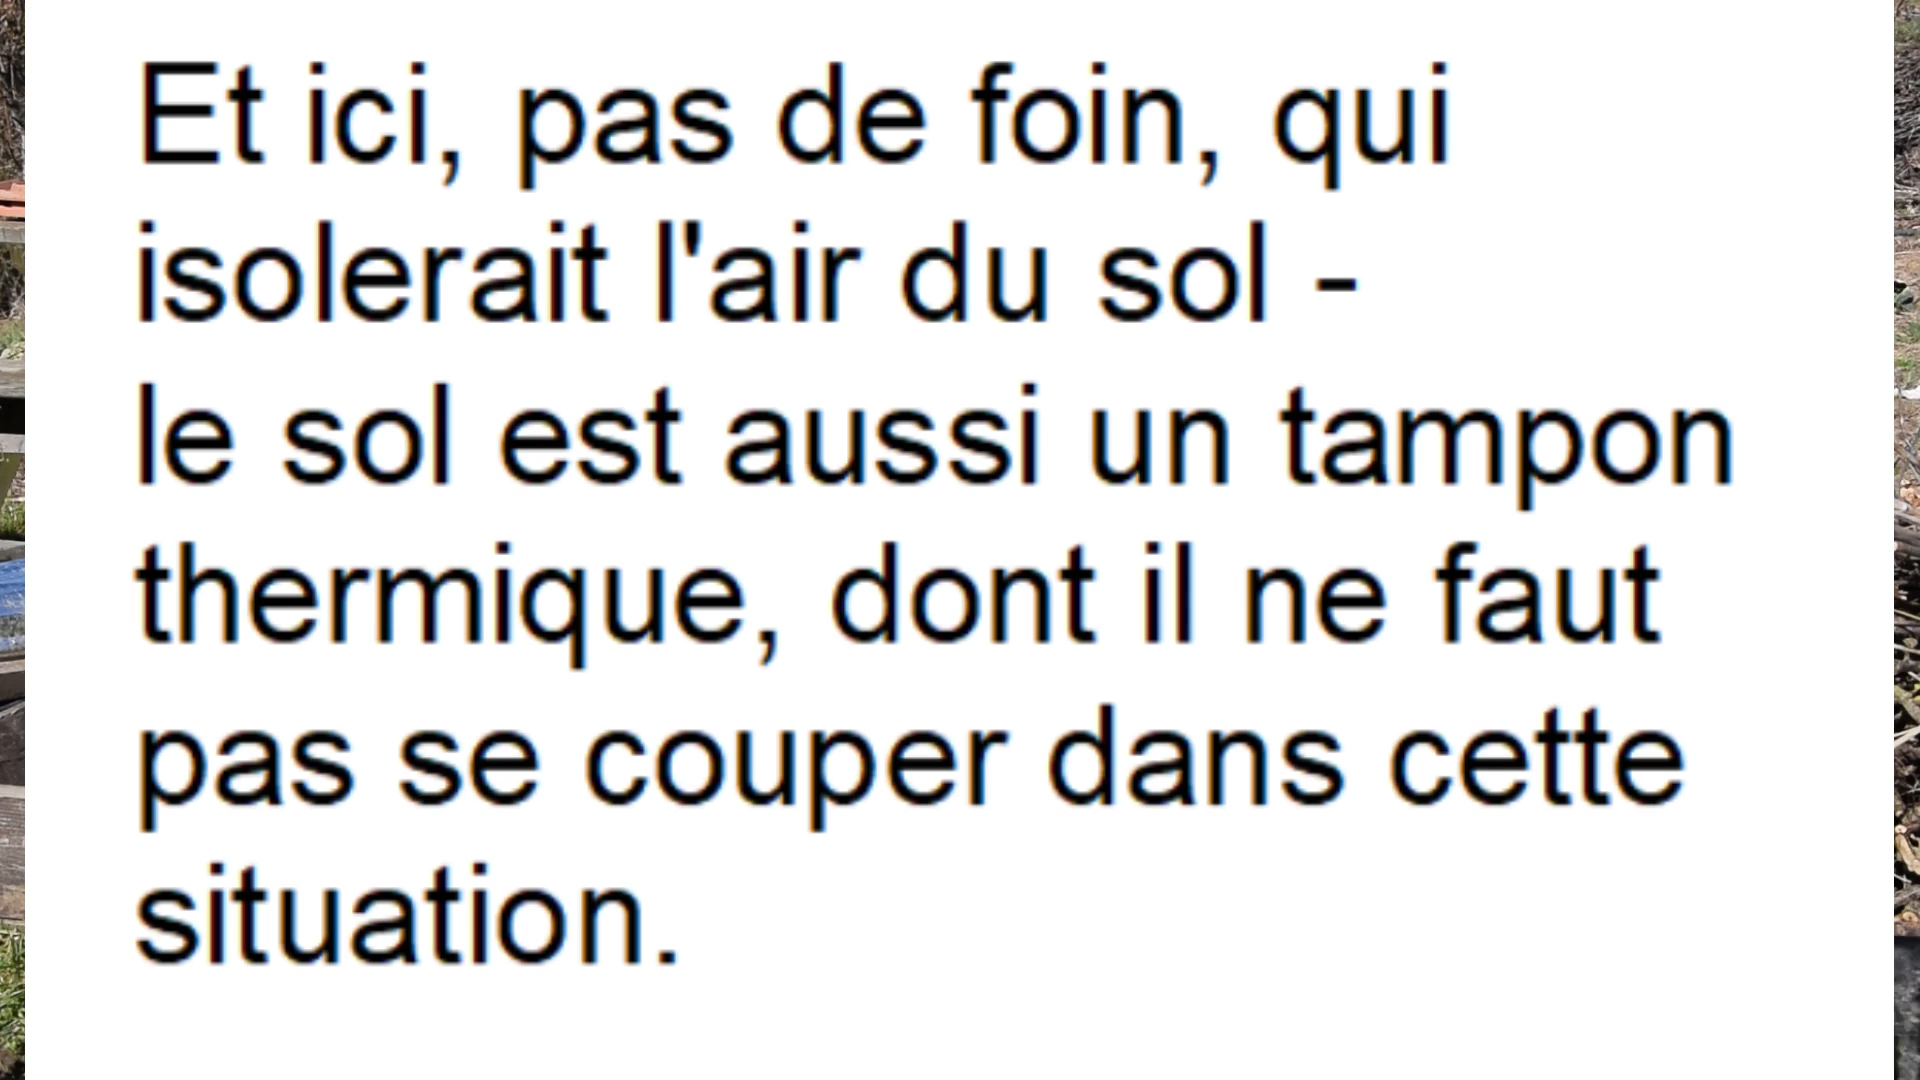 Et ici, pas de foin, qui
isolerait l'air du sol -
le sol est aussi un tampon
thermique, dont il ne faut
pas se couper dans cette
situation.